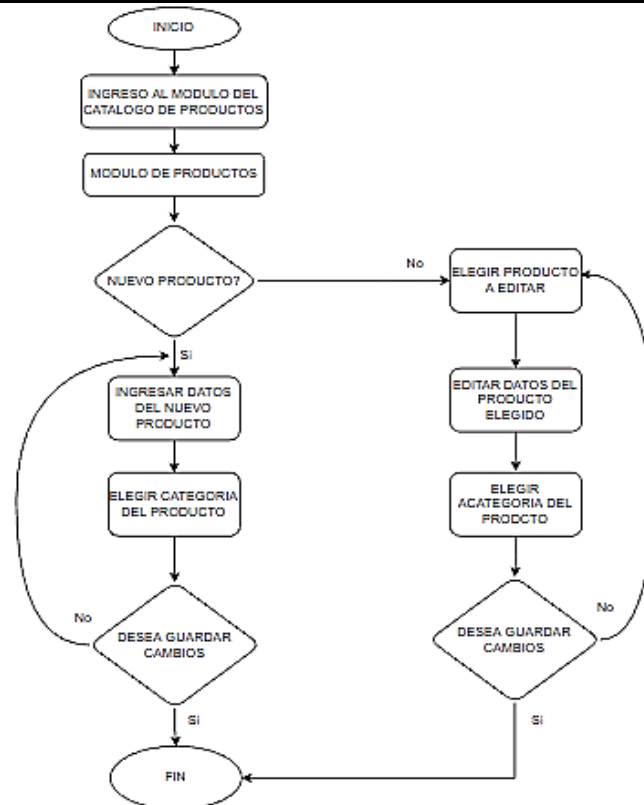 INICIO
INGRESO AL MODULO DEL
CATALOGO DE PRODUCTOS
MODULO DE PRODUCTOS
NUEVO PRODUCTO?
No
ELEGIR PRODUCTO
A EDITAR
Si
INGRESAR DATOS
DEL NUEVO
PRODUCTO
EDITAR DATOS DEL
PRODUCTO
ELEGIDO
ELEGIR CATEGORIA
DEL PRODUCTO
ELEGIR
ACATEGORIA DEL
PRODCTO
No
DESEA GUARDAR
CAMBIOS
No
DESEA GUARDAR
CAMBIOS
Si
Si
FIN